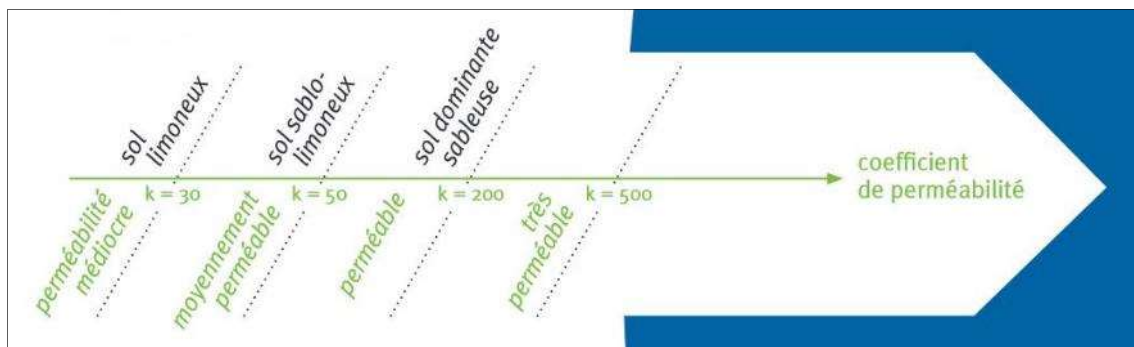 sol
limoneux
sol sablo-
limoneux
sol dominante
sableuse
k = 30
k = 50
k = 200
k = 500
coefficient
de perméabilité
perméabilité
médiocre
moyennement
perméable
perméable
très
perméable